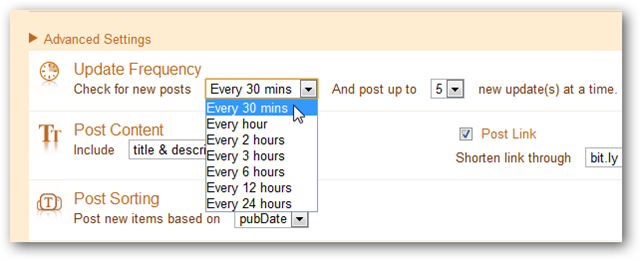 Advanced Settings
Update Frequency
Check for new posts Every 30 mins And post up to 5 new update(s) at a time.
Every 30 mins
Every hour
Every 2 hours
Every 3 hours
Every 6 hours
Every 12 hours
Every 24 hours
TT Post Content
Include title & descri
Post Link
Shorten link through bit.ly
T Post Sorting
Post new items based on pubDate